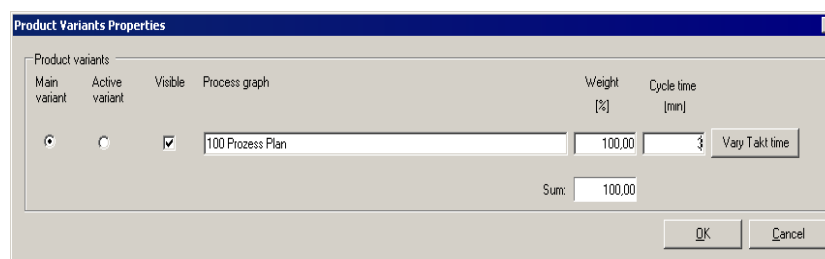 Product Variants Properties
Product variants
Main variant Active variant Visible Process graph Weight [%] Cycle time [min]
100 Prozess Plan 100,00 3 Vary Takt time
Sum: 100,00
OK Cancel